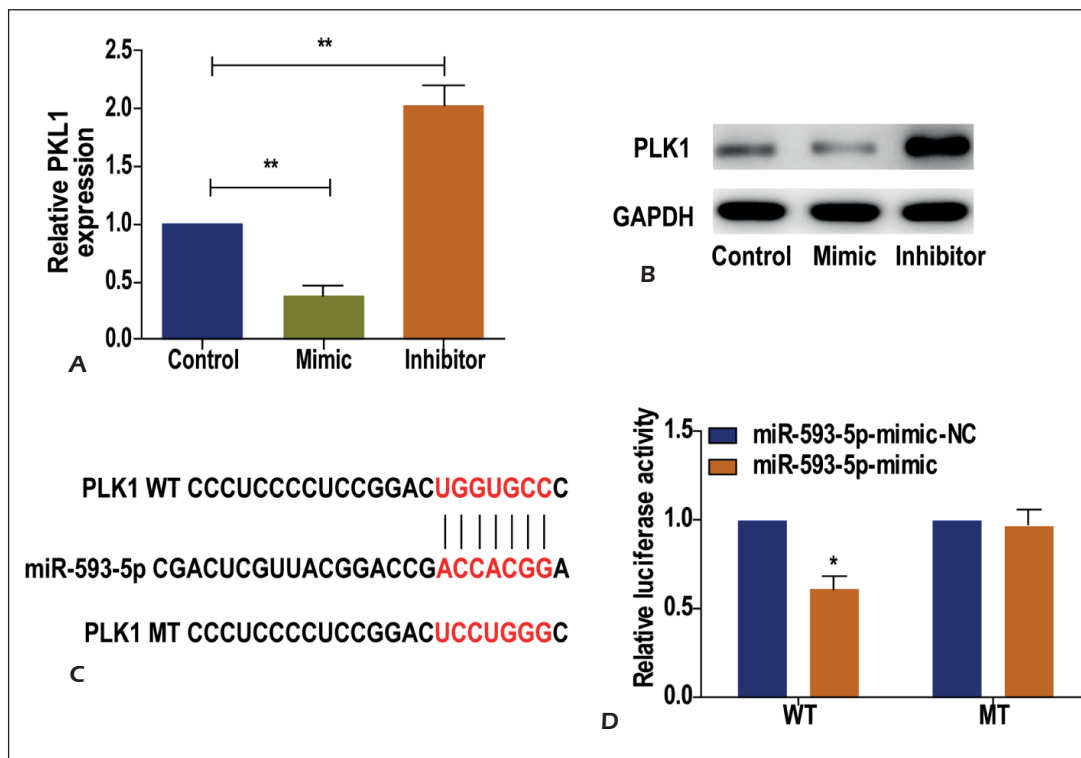 Relative PKL1
expression
2.5
2.0
1.5
1.0
0.5
0.0
**
**
Control Mimic Inhibitor
A
PLK1
GAPDH
Control Mimic Inhibitor
B
PLK1 WT CCCUCCCCUCCGGACUGGUGCCC
miR-593-5p CGACUCGUUACGGACCGACCACGGA
PLK1 MT CCCUCCCCUCCGGACUCCUGGGC
C
Relative luciferase activity
1.5
1.0
0.5
0.0
miR-593-5p-mimic-NC
miR-593-5p-mimic
*
WT MT
D